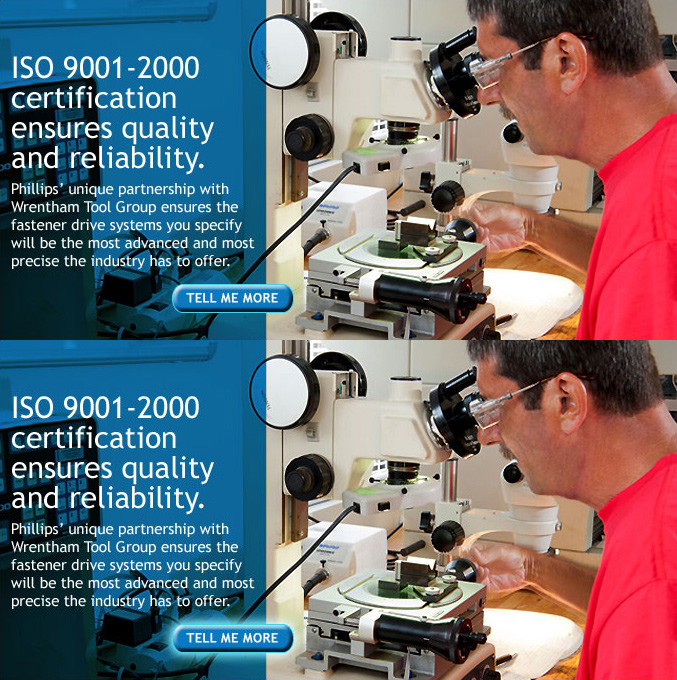 ISO 9001-2000
certification
ensures quality
and reliability.
Phillips’ unique partnership with
Wrentham Tool Group ensures the
fastener drive systems you specify
will be the most advanced and most
precise the industry has to offer.
TELL ME MORE
ISO 9001-2000
certification
ensures quality
and reliability.
Phillips’ unique partnership with
Wrentham Tool Group ensures the
fastener drive systems you specify
will be the most advanced and most
precise the industry has to offer.
TELL ME MORE